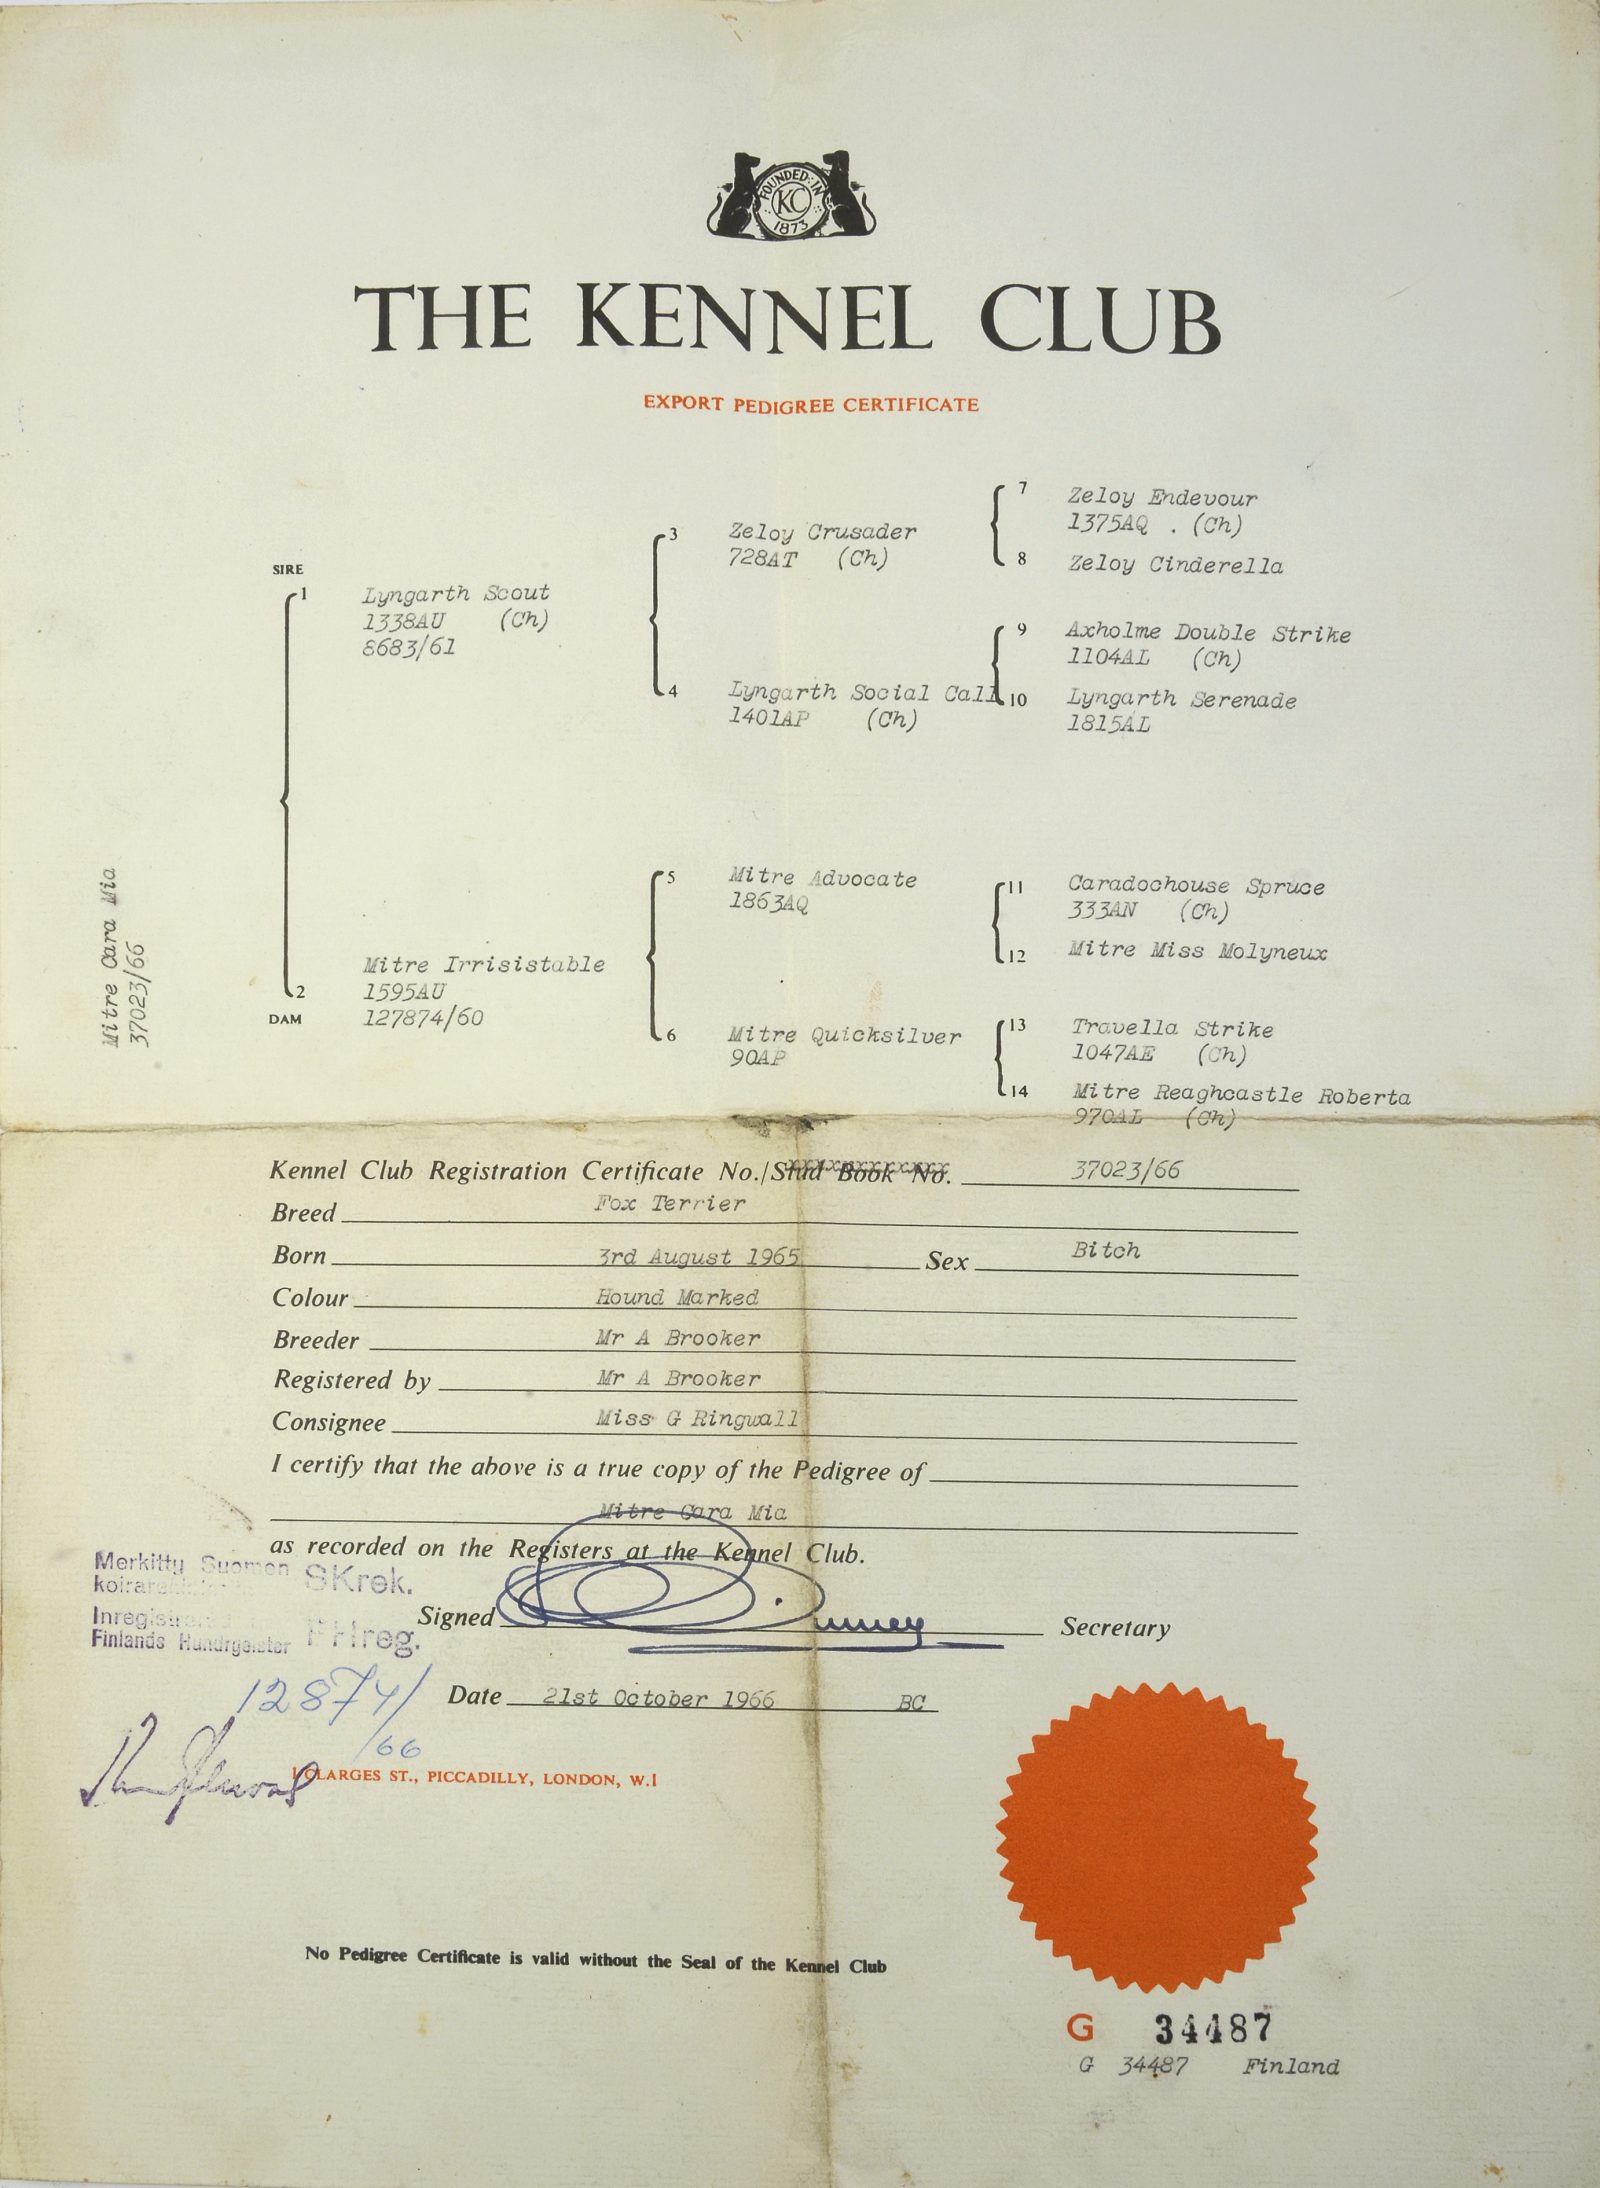 FOUNDED IN
KC
1873
THE KENNEL CLUB
EXPORT PEDIGREE CERTIFICATE
SIRE
1 Lyngarth Scout
1338AU (Ch)
8683/61
3 Zeloy Crusader
728AT (Ch)
7 Zeloy Endevour
1375AQ . (Ch)
8 Zeloy Cinderella
4 Lyngarth Social Call
1401AP (Ch)
9 Axholme Double Strike
1104AL (Ch)
10 Lyngarth Serenade
1815AL
2 Mitre Irrisistable
DAM 1595AU
127874/60
5 Mitre Advocate
1863AQ
11 Caradochouse Spruce
333AN (Ch)
12 Mitre Miss Molyneux
6 Mitre Quicksilver
90AP
13 Travella Strike
1047AE (Ch)
14 Mitre Reaghcastle Roberta
970AL (Ch)
Mitre Cara Mia
37023/66
Kennel Club Registration Certificate No./Stud Book No. 37023/66
Breed Fox Terrier
Born 3rd August 1965 Sex Bitch
Colour Hound Marked
Breeder Mr A Brooker
Registered by Mr A Brooker
Consignee Miss G Ringwall
I certify that the above is a true copy of the Pedigree of
Mitre Cara Mia
as recorded on the Registers at the Kennel Club.
Merkitty Suomen SKrek.
Finlands FHreg.
Signed Secretary
12874/
/66
Date 21st October 1966 BC
1 CLARGES ST., PICCADILLY, LONDON, W.1
No Pedigree Certificate is valid without the Seal of the Kennel Club
G 34487
G 34487 Finland